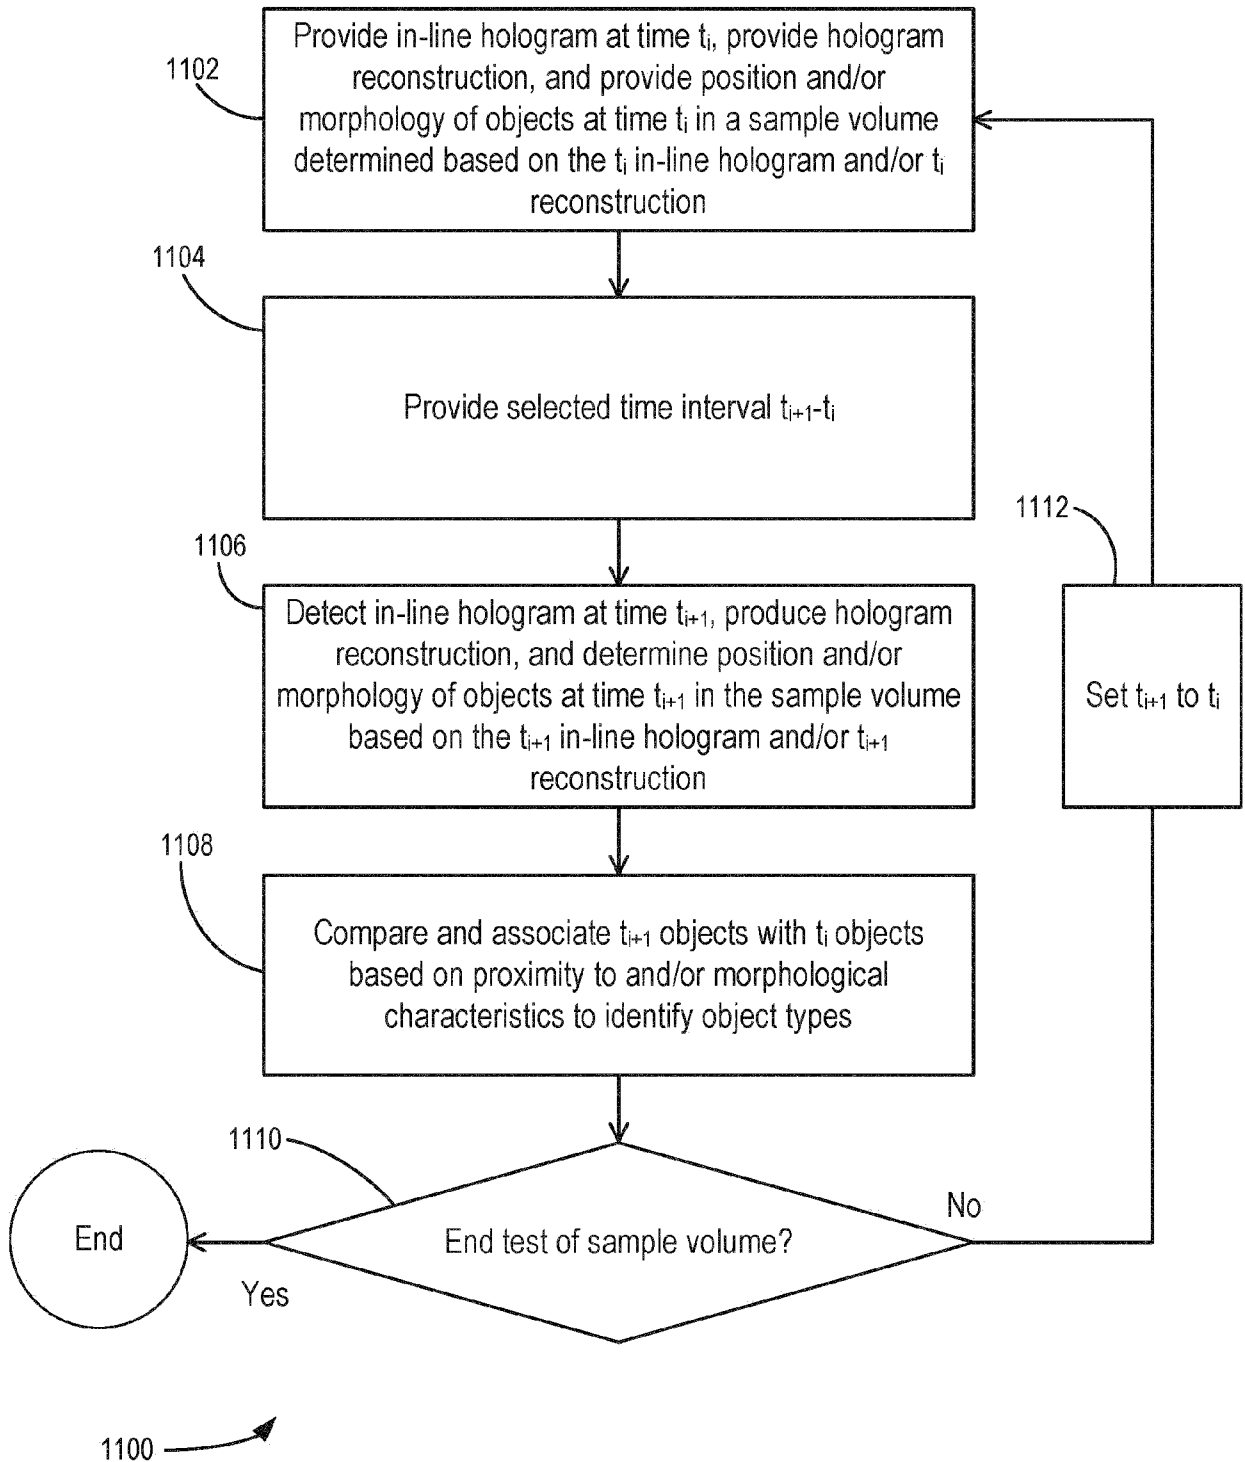 1102
Provide in-line hologram at time tᵢ, provide hologram
reconstruction, and provide position and/or
morphology of objects at time tᵢ in a sample volume
determined based on the tᵢ in-line hologram and/or tᵢ
reconstruction
1104
Provide selected time interval tᵢ₊₁-tᵢ
1106
Detect in-line hologram at time tᵢ₊₁, produce hologram
reconstruction, and determine position and/or
morphology of objects at time tᵢ₊₁ in the sample volume
based on the tᵢ₊₁ in-line hologram and/or tᵢ₊₁
reconstruction
1112
Set tᵢ₊₁ to tᵢ
1108
Compare and associate tᵢ₊₁ objects with tᵢ objects
based on proximity to and/or morphological
characteristics to identify object types
1110
End test of sample volume?
No
Yes
End
1100